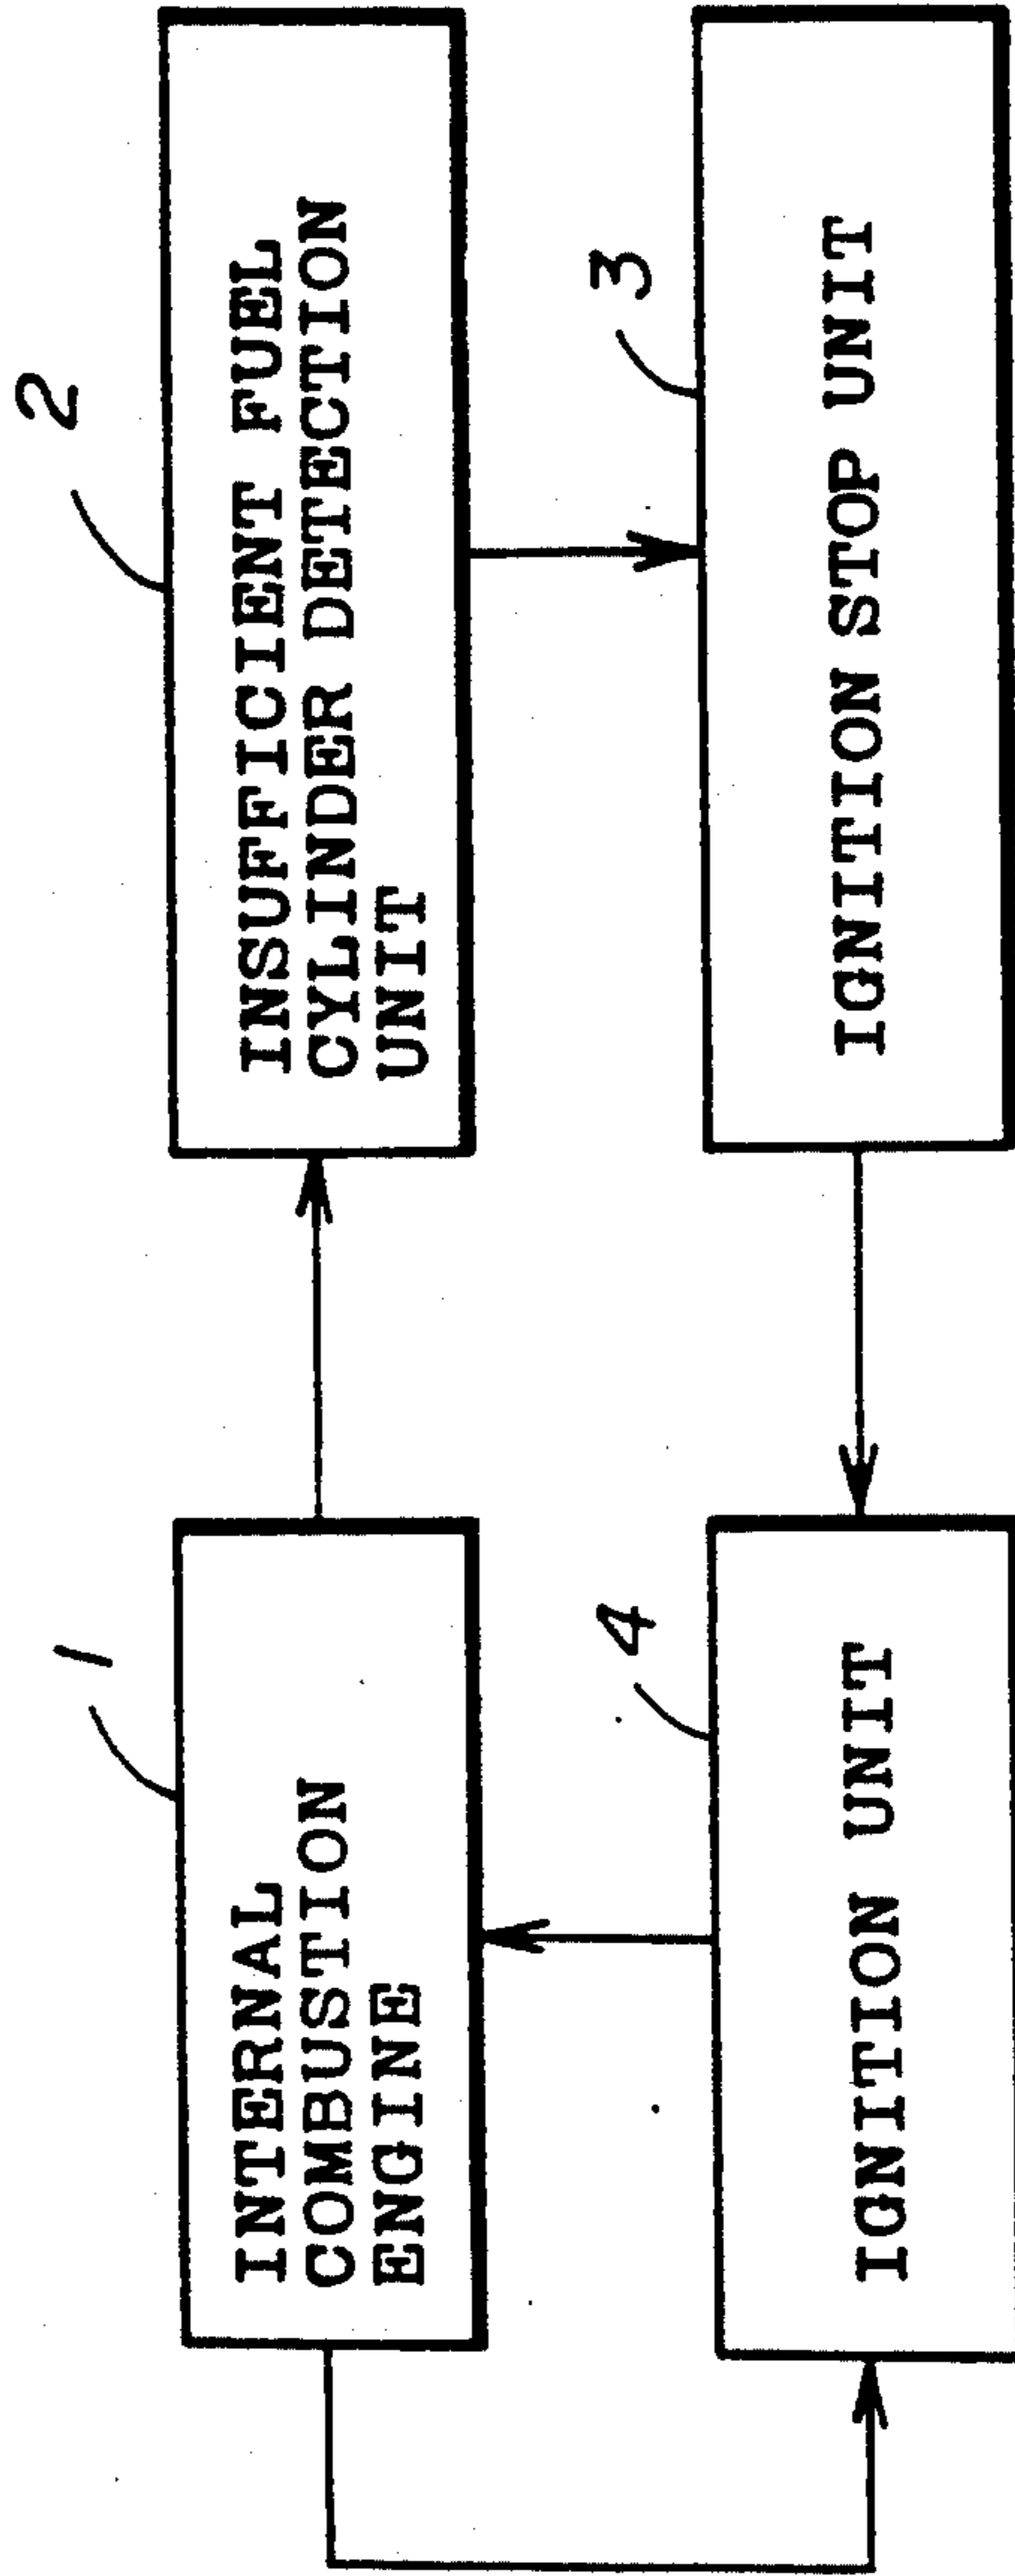 1
INTERNAL
COMBUSTION
ENGINE
2
INSUFFICIENT FUEL
CYLINDER DETECTION
UNIT
4
IGNITION UNIT
3
IGNITION STOP UNIT